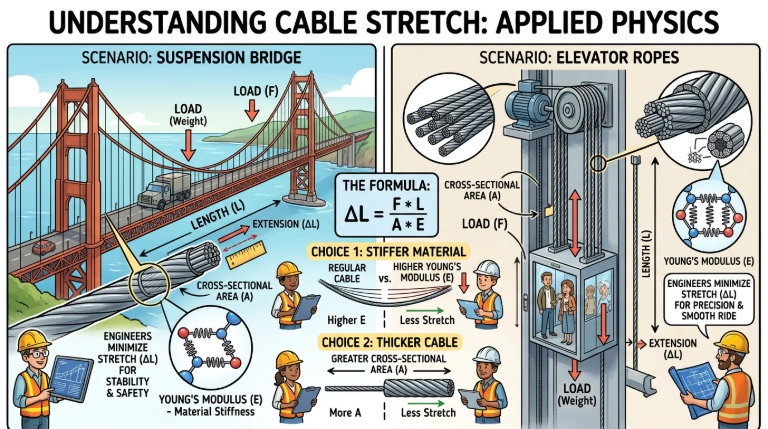 UNDERSTANDING CABLE STRETCH: APPLIED PHYSICS
SCENARIO: SUSPENSION BRIDGE
LOAD
(Weight)
LOAD (F)
LENGTH (L)
EXTENSION (ΔL)
CROSS-SECTIONAL
AREA (A)
ENGINEERS
MINIMIZE
STRETCH (ΔL)
FOR
STABILITY
& SAFETY
YOUNG'S MODULUS (E)
- Material Stiffness
THE FORMULA:
ΔL = F * L
A * E
CHOICE 1: STIFFER MATERIAL
REGULAR
CABLE
vs.
HIGHER YOUNG'S
MODULUS (E)
Higher E
Less Stretch
CHOICE 2: THICKER CABLE
GREATER CROSS-SECTIONAL
AREA (A)
More A
Less Stretch
SCENARIO: ELEVATOR ROPES
CROSS-SECTIONAL
AREA (A)
LOAD (F)
LENGTH (L)
YOUNG'S MODULUS (E)
ENGINEERS MINIMIZE
STRETCH (ΔL)
FOR PRECISION &
SMOOTH RIDE
EXTENSION
(ΔL)
LOAD
(Weight)